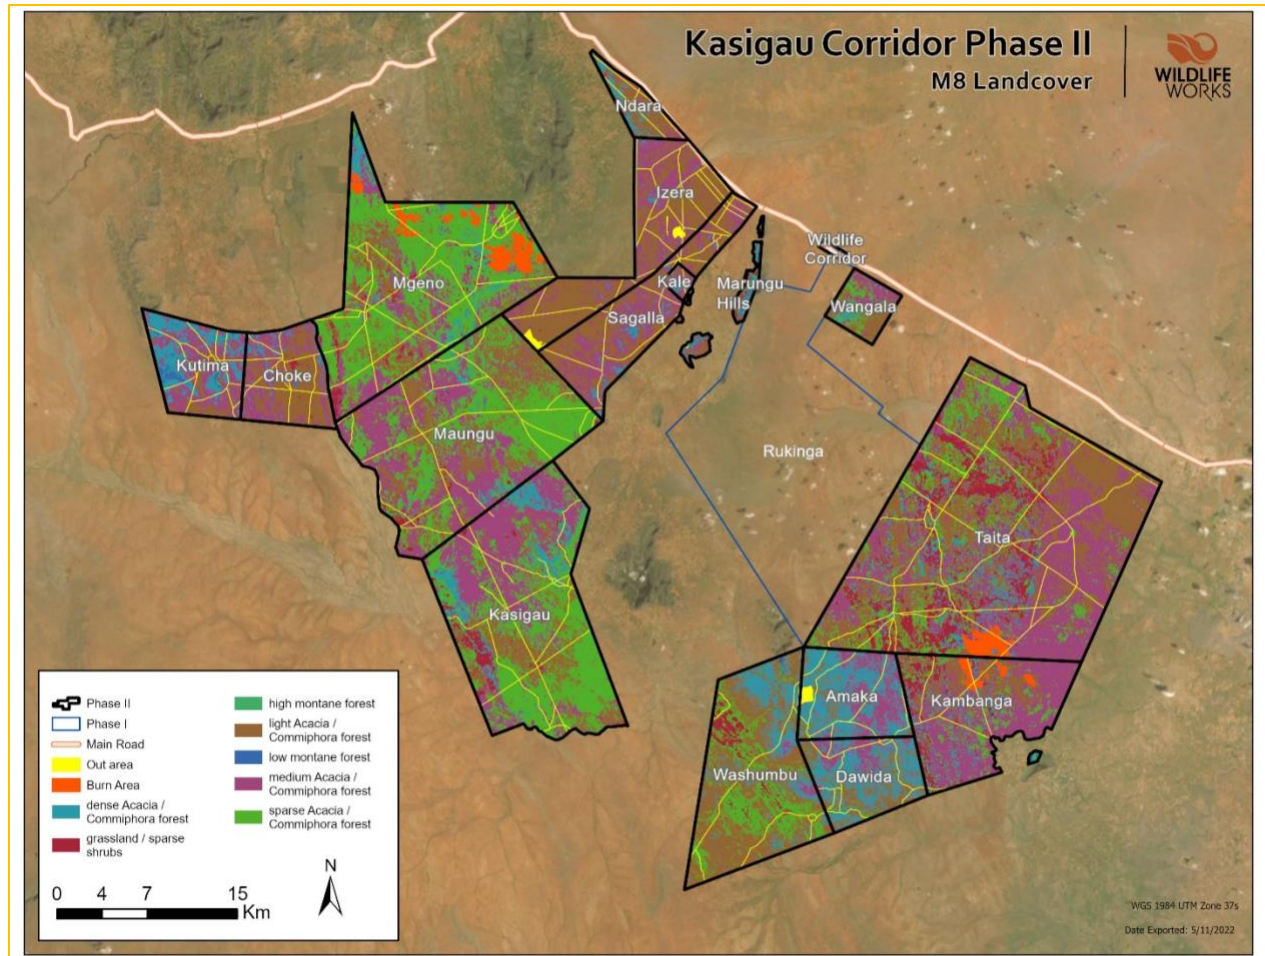 Kasigau Corridor Phase II
M8 Landcover
WILDLIFE
WORKS
Ndara
Izera
Wildlife
Corridor
Mgeno
Kale
Marungu
Hills
Wangala
Sagalla
Kutima
Choke
Maungu
Rukinga
Taita
Kasigau
Amaka
Kambanga
Washumbu
Dawida
Phase II
Phase I
Main Road
Out area
Burn Area
dense Acacia /
Commiphora forest
grassland / sparse
shrubs
high montane forest
light Acacia /
Commiphora forest
low montane forest
medium Acacia /
Commiphora forest
sparse Acacia /
Commiphora forest
N
0 4 7 15
Km
WGS 1984 UTM Zone 37s
Date Exported: 5/11/2022